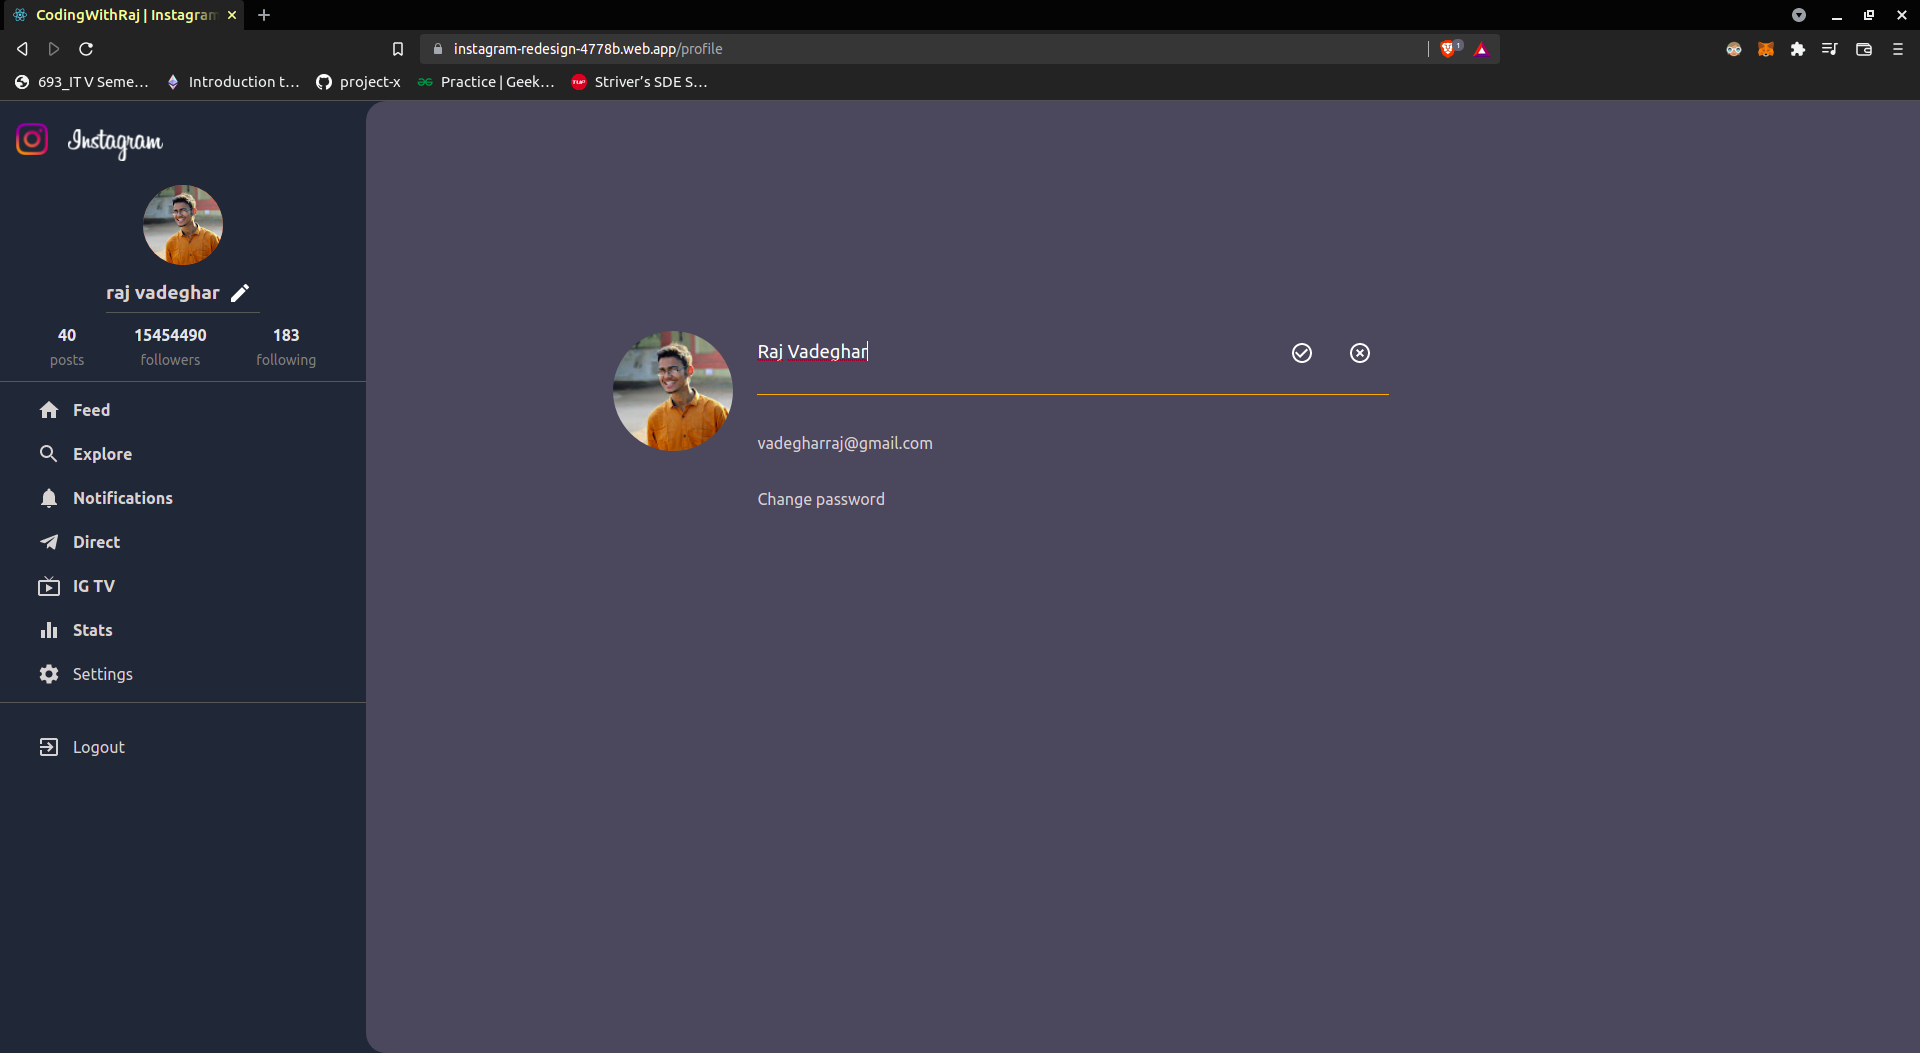 CodingWithRaj | Instagram
instagram-redesign-4778b.web.app/profile
1
693_IT V Seme...
Introduction t...
project-x
Practice | Geek...
Striver's SDE S...
Instagram
raj vadeghar
40 15454490 183
posts followers following
Feed
Explore
Notifications
Direct
IG TV
Stats
Settings
Logout
Raj Vadeghar
vadegharraj@gmail.com
Change password